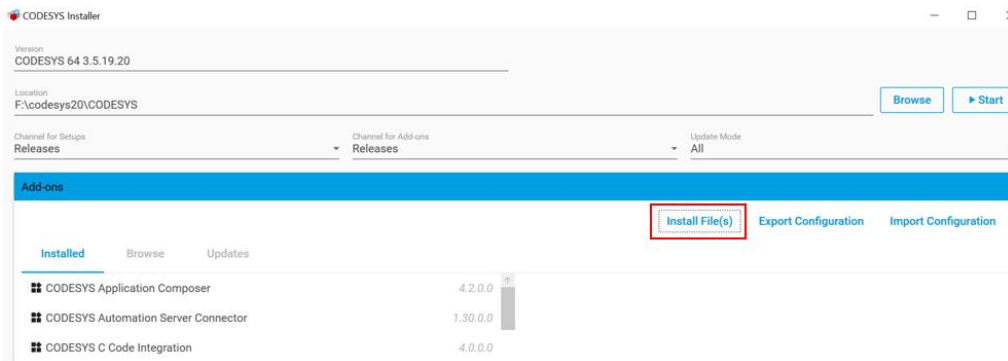 CODESYS Installer
Version
CODESYS 64 3.5.19.20
Location
F:\codesys20\CODESYS
Browse
Start
Channel for Setups
Channel for Add-ons
Update Mode
Releases
Releases
All
Add-ons
Install File(s)
Export Configuration
Import Configuration
Installed
Browse
Updates
CODESYS Application Composer
4.2.0.0
CODESYS Automation Server Connector
1.30.0.0
CODESYS C Code Integration
4.0.0.0